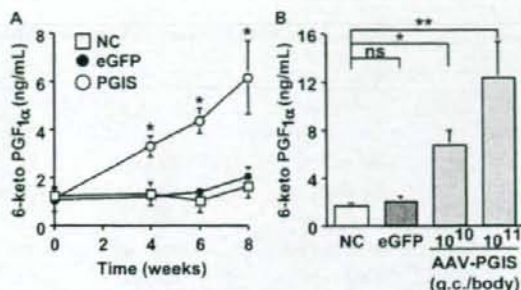 A
6-keto PGF1α (ng/mL)
8
6
4
2
0
NC
eGFP
PGIS
*
*
*
0
4
6
8
Time (weeks)
B
6-keto PGF1α (ng/mL)
16
12
8
4
0
**
*
ns
NC
eGFP
10^10
10^11
AAV-PGIS
(g.c./body)